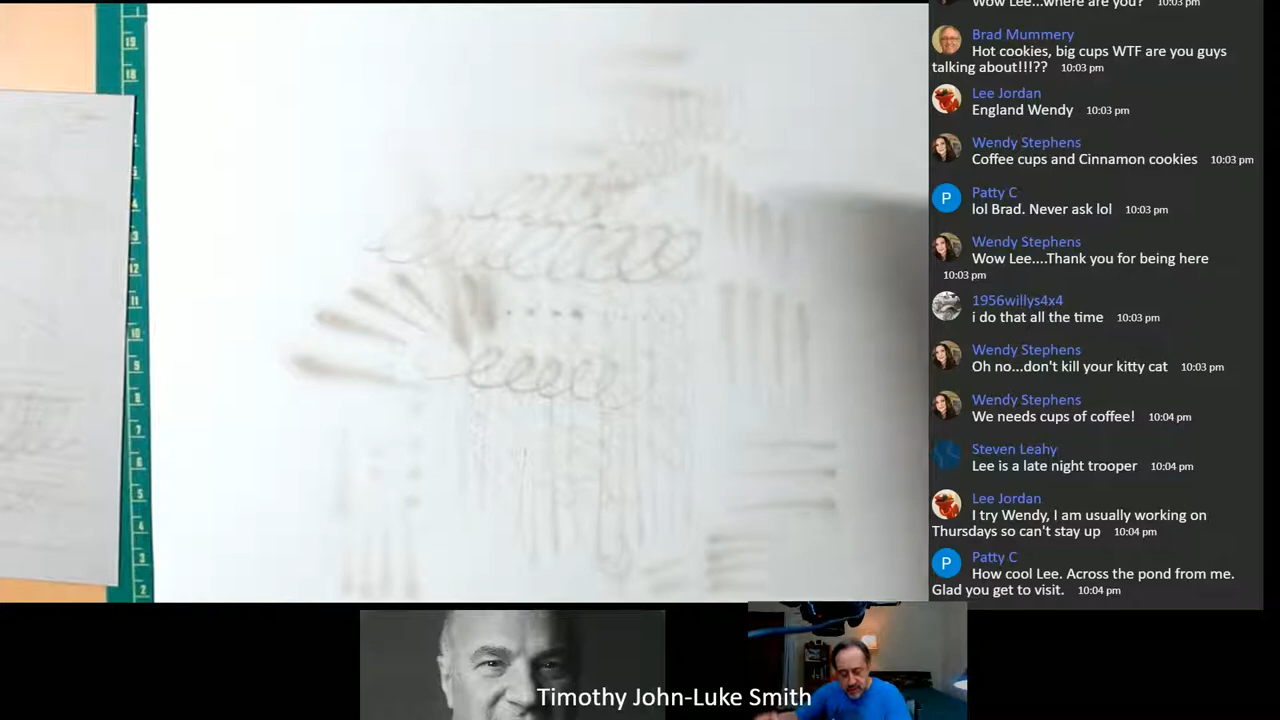 Wow Lee...where are you? 10:03 pm
Brad Mummery
Hot cookies, big cups WTF are you guys
talking about!!!?? 10:03 pm
Lee Jordan
England Wendy 10:03 pm
Wendy Stephens
Coffee cups and Cinnamon cookies 10:03 pm
P Patty C
lol Brad. Never ask lol 10:03 pm
Wendy Stephens
Wow Lee....Thank you for being here
10:03 pm
1956willys4x4
i do that all the time 10:03 pm
Wendy Stephens
Oh no...don't kill your kitty cat 10:03 pm
Wendy Stephens
We needs cups of coffee! 10:04 pm
Steven Leahy
Lee is a late night trooper 10:04 pm
Lee Jordan
I try Wendy, I am usually working on
Thursdays so can't stay up 10:04 pm
P Patty C
How cool Lee. Across the pond from me.
Glad you get to visit. 10:04 pm
Timothy John-Luke Smith